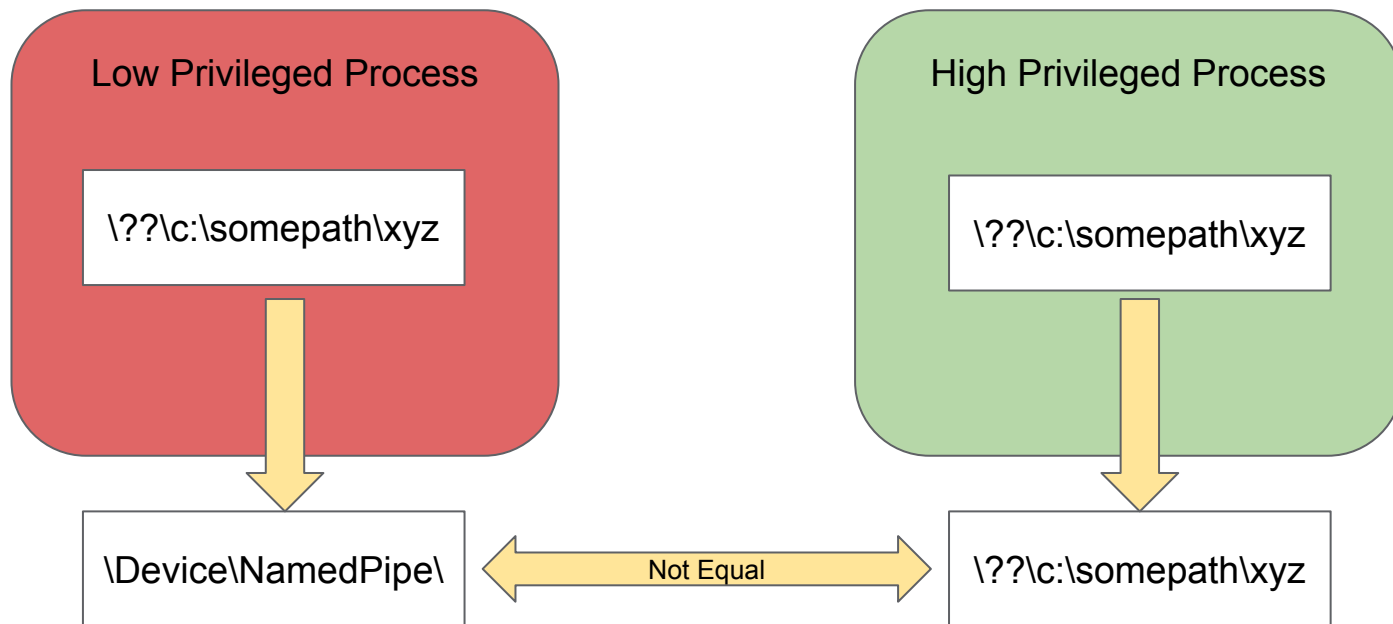 Low Privileged Process
High Privileged Process
\??\c:\somepath\xyz
\??\c:\somepath\xyz
\Device\NamedPipe\
Not Equal
\??\c:\somepath\xyz